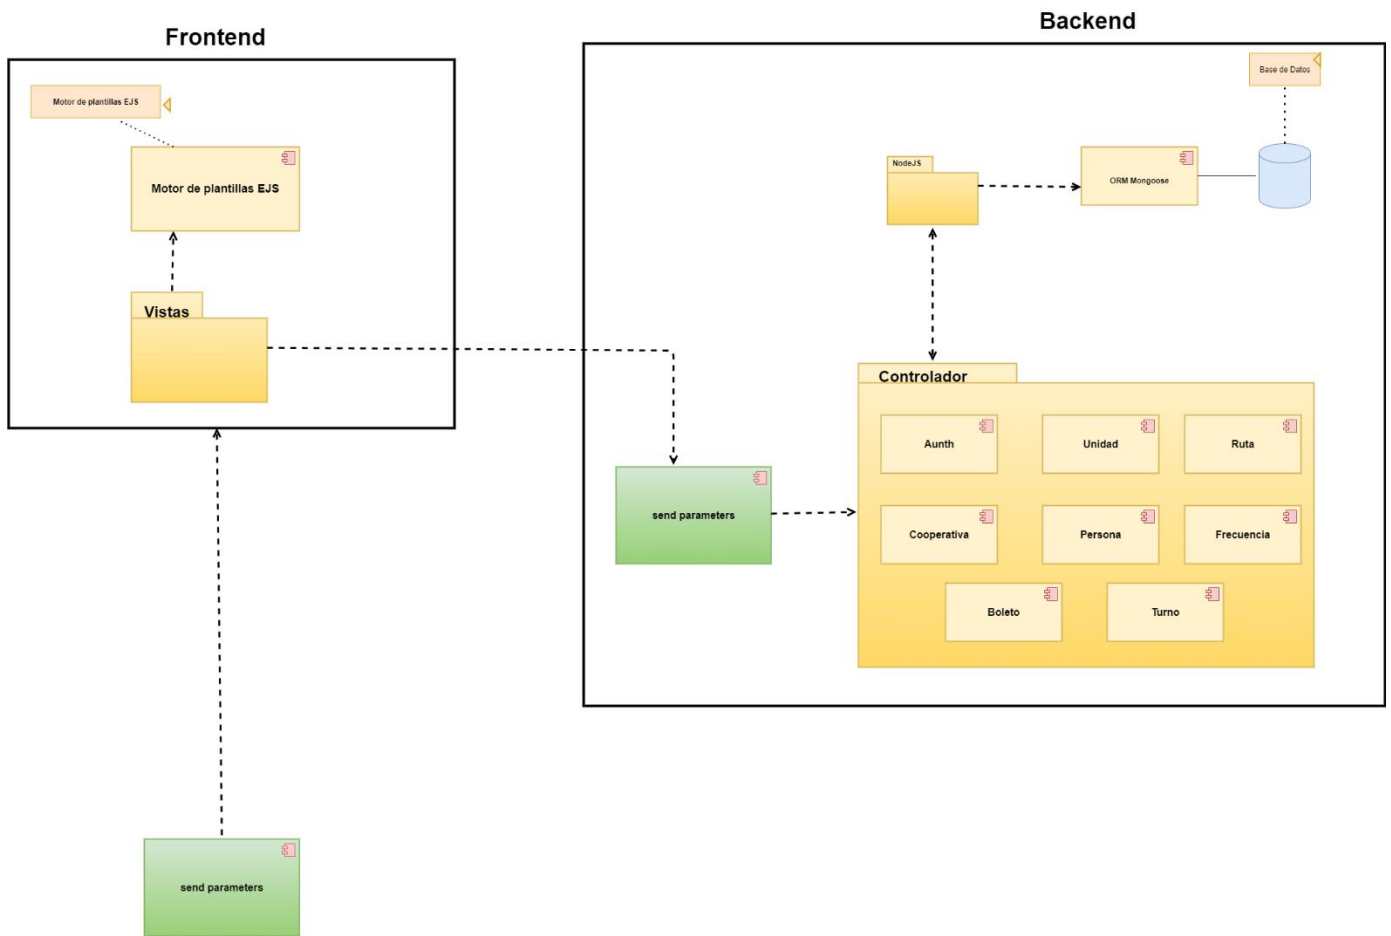 Frontend
Motor de plantillas EJS
Motor de plantillas EJS
Vistas
Backend
Base de Datos
NodeJS
ORM Mongoose
Controlador
Aunth
Unidad
Ruta
send parameters
Cooperativa
Persona
Frecuencia
Boleto
Turno
send parameters